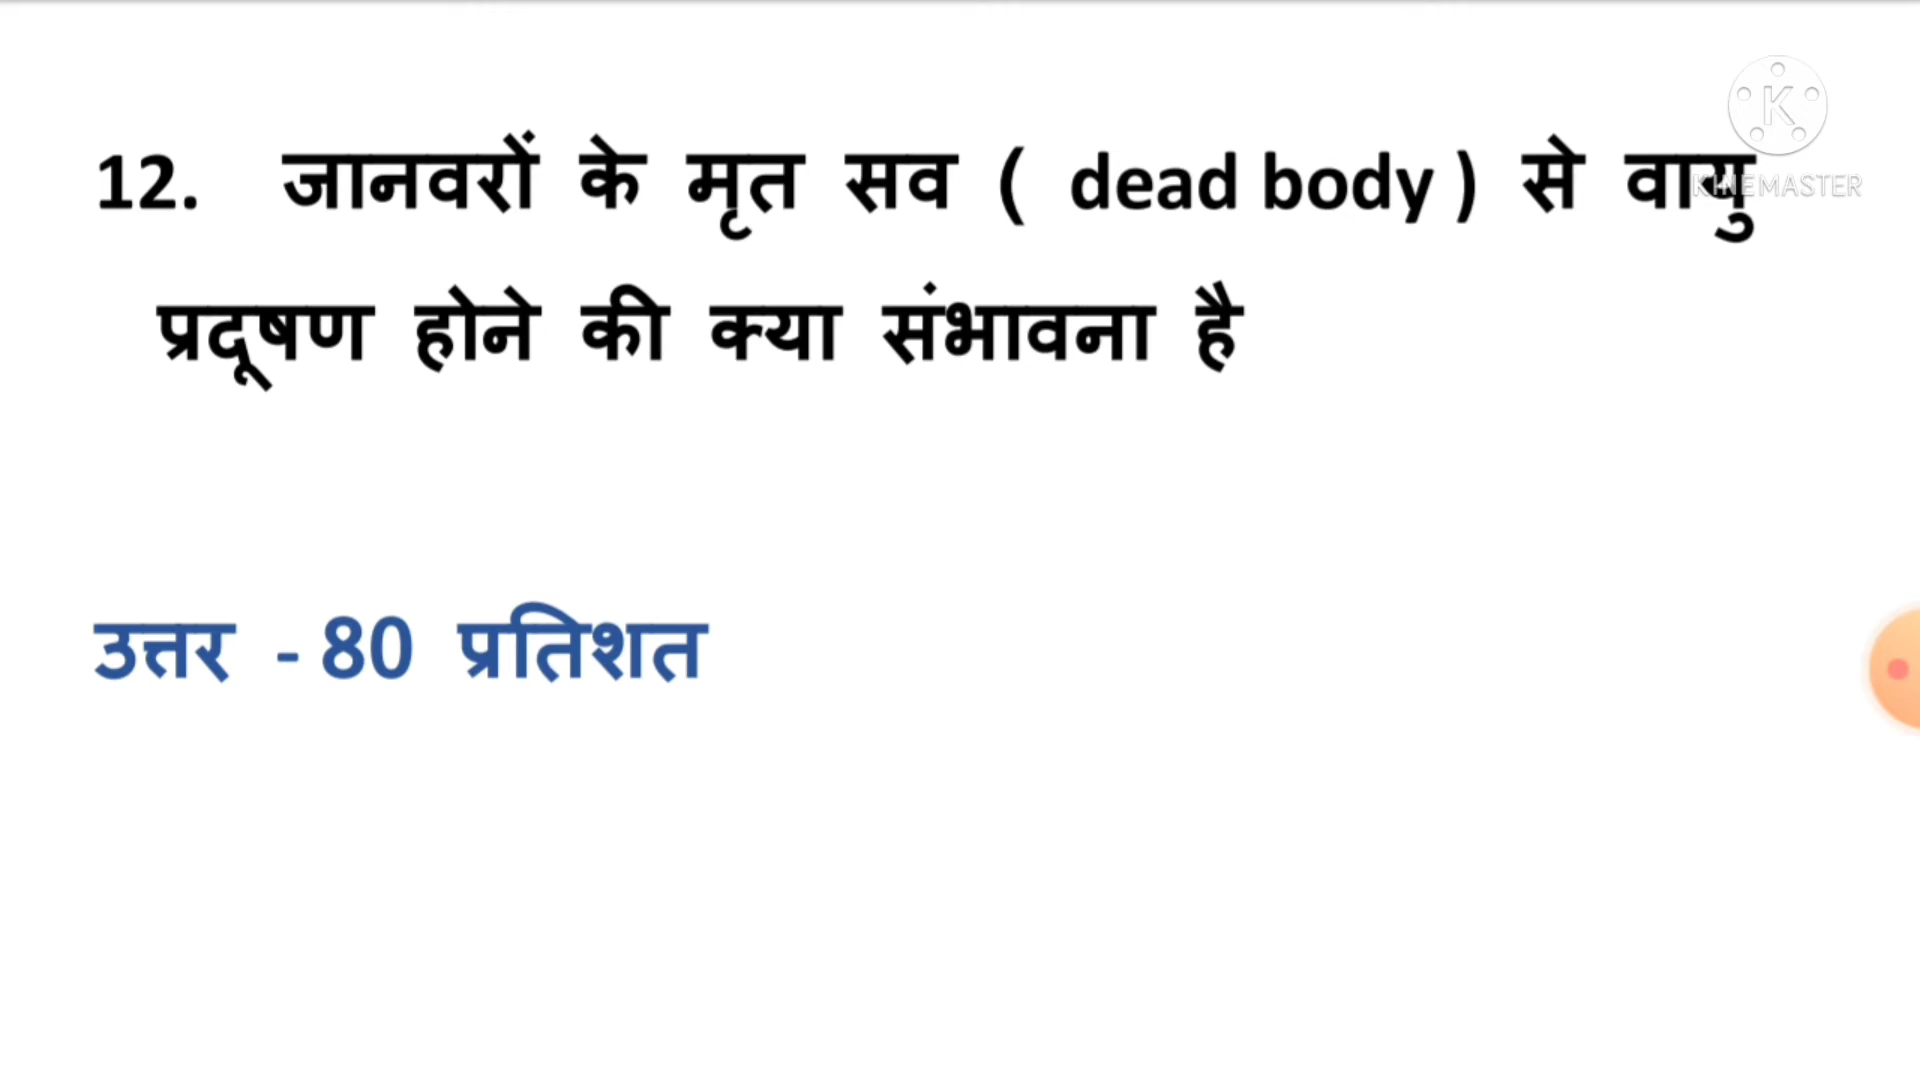 12. जानवरों के मृत सव ( dead body ) से वायु
प्रदूषण होने की क्या संभावना है
उत्तर - 80 प्रतिशत
K
KINEMASTER